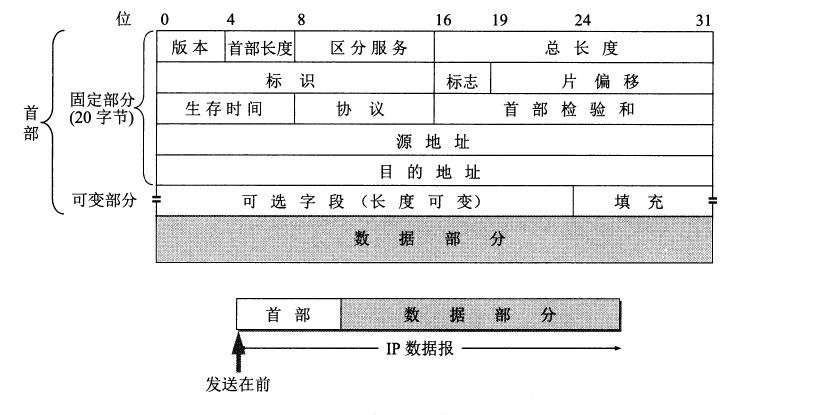 位 0 4 8 16 19 24 31
版本 首部长度 区分服务 总长度
标识 标志 片偏移
首部 固定部分
(20字节)
生存时间 协议 首部检验和
源地址
目的地址
可变部分 可选字段（长度可变） 填充
数据部分
首部 数据部分
IP 数据报
发送在前